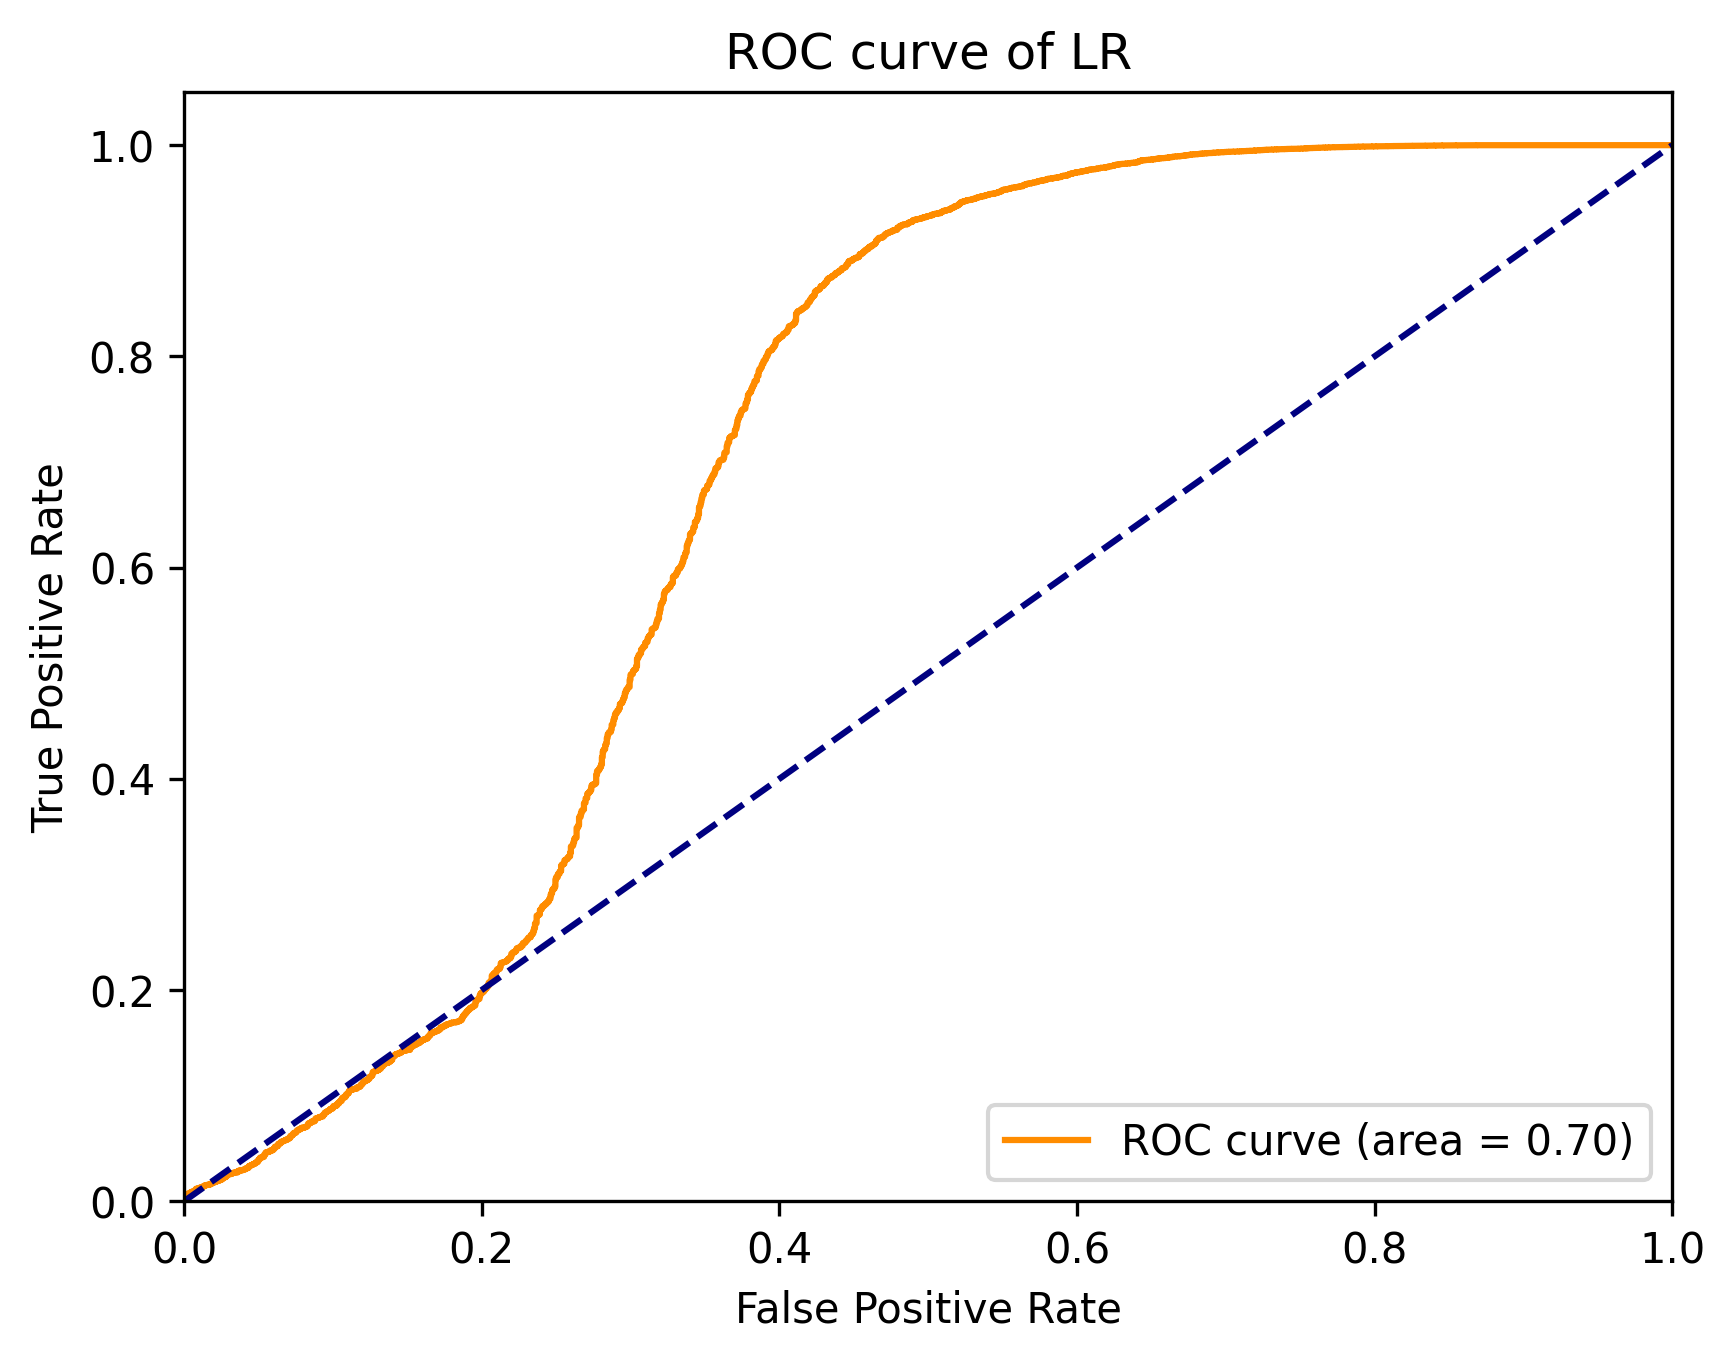 ROC curve of LR
True Positive Rate
1.0
0.8
0.6
0.4
0.2
0.0
ROC curve (area = 0.70)
0.0 0.2 0.4 0.6 0.8 1.0
False Positive Rate